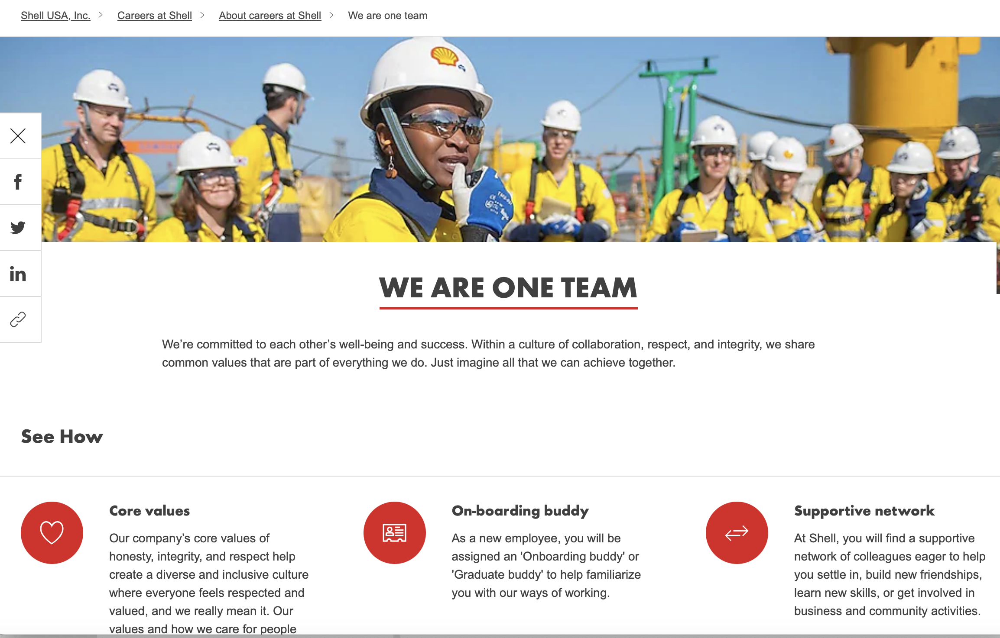 Shell USA, Inc. > Careers at Shell > About careers at Shell > We are one team
f
in
WE ARE ONE TEAM
We’re committed to each other’s well-being and success. Within a culture of collaboration, respect, and integrity, we share
common values that are part of everything we do. Just imagine all that we can achieve together.
See How
Core values
Our company’s core values of
honesty, integrity, and respect help
create a diverse and inclusive culture
where everyone feels respected and
valued, and we really mean it. Our
values and how we care for people
On-boarding buddy
As a new employee, you will be
assigned an 'Onboarding buddy' or
'Graduate buddy' to help familiarize
you with our ways of working.
Supportive network
At Shell, you will find a supportive
network of colleagues eager to help
you settle in, build new friendships,
learn new skills, or get involved in
business and community activities.